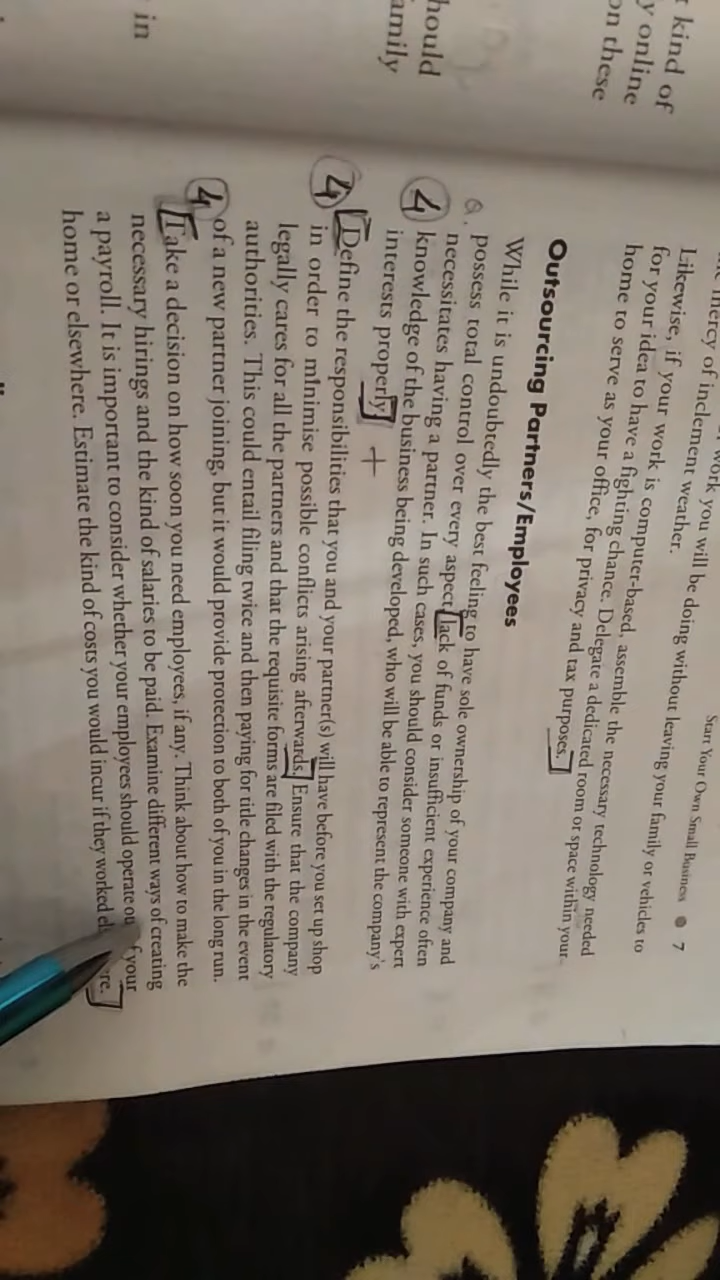 kind of
y online
on these
hould
amily
in
Start Your Own Small Business ● 7
mercy of inclement weather.
work you will be doing without leaving your family or vehicles to
Likewise, if your work is computer-based, assemble the necessary technology needed
for your idea to have a fighting chance. Delegate a dedicated room or space within your
home to serve as your office, for privacy and tax purposes.
Outsourcing Partners/Employees
While it is undoubtedly the best feeling to have sole ownership of your company and
possess total control over every aspect, lack of funds or insufficient experience often
necessitates having a partner. In such cases, you should consider someone with expert
4 knowledge of the business being developed, who will be able to represent the company's
interests properly +
Define the responsibilities that you and your partner(s) will have before you set up shop
4 in order to minimise possible conflicts arising afterwards. Ensure that the company
legally cares for all the partners and that the requisite forms are filed with the regulatory
authorities. This could entail filing twice and then paying for title changes in the event
4 of a new partner joining, but it would provide protection to both of you in the long run.
Take a decision on how soon you need employees, if any. Think about how to make the
necessary hirings and the kind of salaries to be paid. Examine different ways of creating
a payroll. It is important to consider whether your employees should operate of your
home or elsewhere. Estimate the kind of costs you would incur if they worked